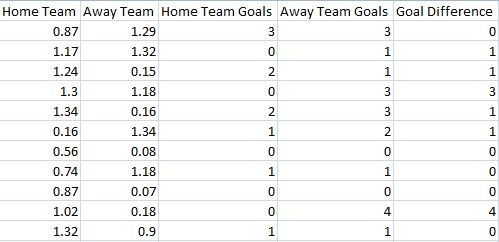 Home Team Away Team Home Team Goals Away Team Goals Goal Difference
0.87 1.29 3 3 0
1.17 1.32 0 1 1
1.24 0.15 2 1 1
1.3 1.18 0 3 3
1.34 0.16 2 3 1
0.16 1.34 1 2 1
0.56 0.08 0 0 0
0.74 1.18 1 1 0
0.87 0.07 0 0 0
1.02 0.18 0 4 4
1.32 0.9 1 1 0